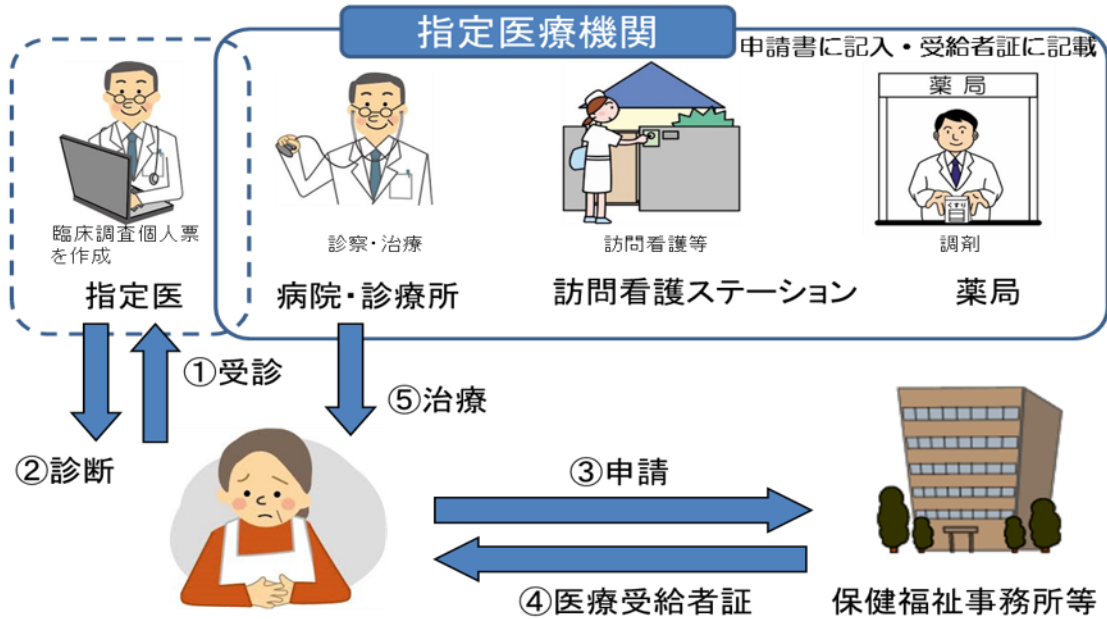 指定医療機関
申請書に記入・受給者証に記載
薬局
くすり
臨床調査個人票
を作成
診察・治療
訪問看護等
調剤
指定医
病院・診療所
訪問看護ステーション
薬局
①受診
⑤治療
②診断
③申請
④医療受給者証
保健福祉事務所等